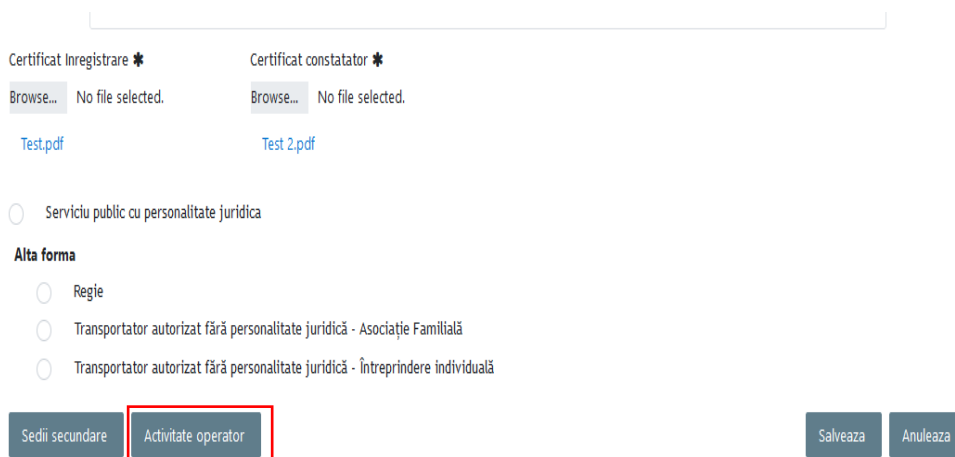 Certificat Inregistrare ✱ Certificat constatator ✱
Browse... No file selected. Browse... No file selected.
Test.pdf Test 2.pdf
Serviciu public cu personalitate juridica
Alta forma
Regie
Transportator autorizat fără personalitate juridică - Asociație Familială
Transportator autorizat fără personalitate juridică - Întreprindere individuală
Sedii secundare Activitate operator Salveaza Anuleaza